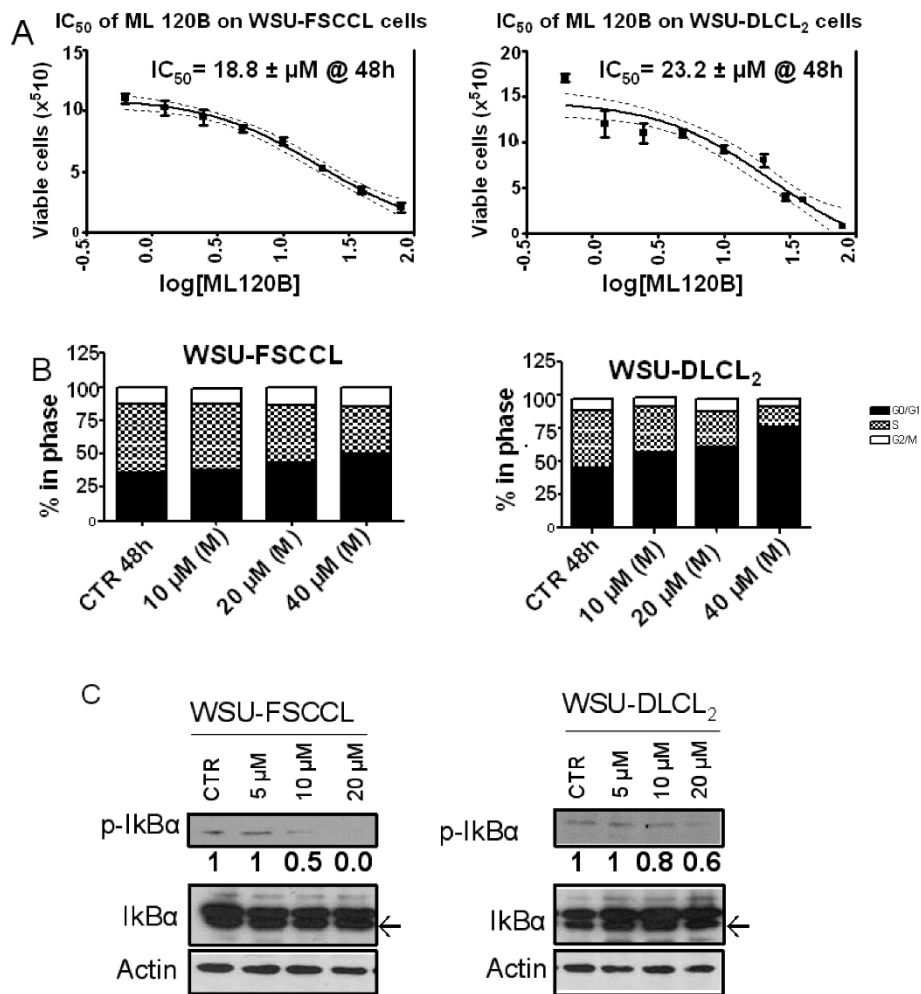 A
IC50 of ML 120B on WSU-FSCCL cells
IC50= 18.8 ± µM @ 48h
Viable cells (x⁵10)
15
10
5
0
-0.5
0.0
0.5
1.0
1.5
2.0
log[ML120B]
IC50 of ML 120B on WSU-DLCL2 cells
IC50 = 23.2 ± µM @ 48h
Viable cells (x⁵10)
20
15
10
5
0
-0.5
0.0
0.5
1.0
1.5
2.0
log[ML120B]
B
WSU-FSCCL
% in phase
125
100
75
50
25
0
CTR 48h
10 µM (M)
20 µM (M)
40 µM (M)
WSU-DLCL2
% in phase
125
100
75
50
25
0
CTR 48h
10 µM (M)
20 µM (M)
40 µM (M)
G0/G1
S
G2/M
C
WSU-FSCCL
CTR
5 µM
10 µM
20 µM
p-IkBα
1 1 0.5 0.0
IkBα
Actin
WSU-DLCL2
CTR
5 µM
10 µM
20 µM
p-IkBα
1 1 0.8 0.6
IkBα
Actin